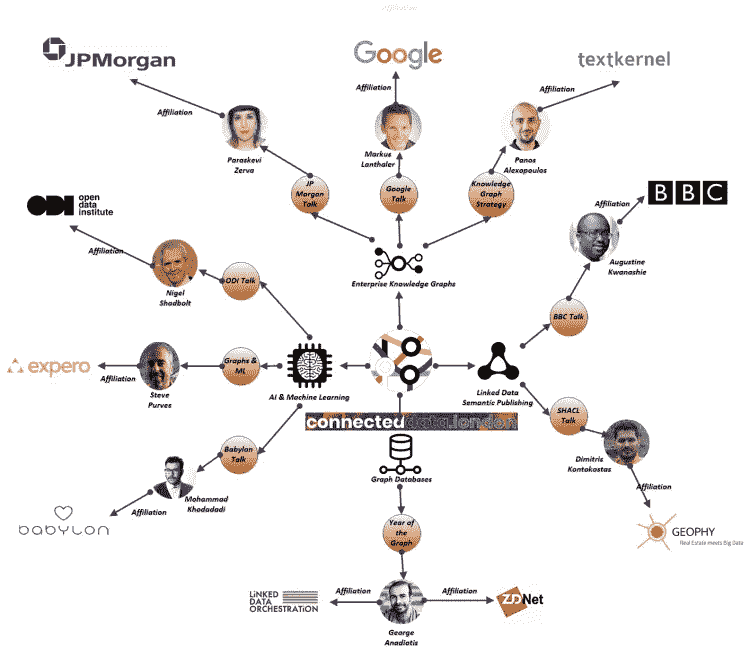 Affiliation
JPMorgan
Google
textkernel
Affiliation
Affiliation
Affiliation
Paraskevi
Zerva
Markus
Lanthaler
Panos
Alexopoulos
JP
Morgan
Talk
Google
Talk
Knowledge
Graph
Strategy
BBC
Affiliation
Augustine
Kwanashie
ODI
open
data
institute
Affiliation
Nigel
Shadbolt
ODI Talk
Enterprise Knowledge Graphs
BBC Talk
expero
Affiliation
Steve
Purves
Graphs &
ML
AI & Machine Learning
Linked Data
Semantic Publishing
connecteddata.london
SHACL
Talk
Dimitris
Kontokostas
Affiliation
GEOPHY
Real Estate meets Big Data
Babylon
Talk
Mohammad
Khodadadi
Affiliation
babylon
Graph Databases
Year of
the
Graph
LINKED
DATA
ORCHESTRATION
Affiliation
Affiliation
ZDNet
George
Anadiotis